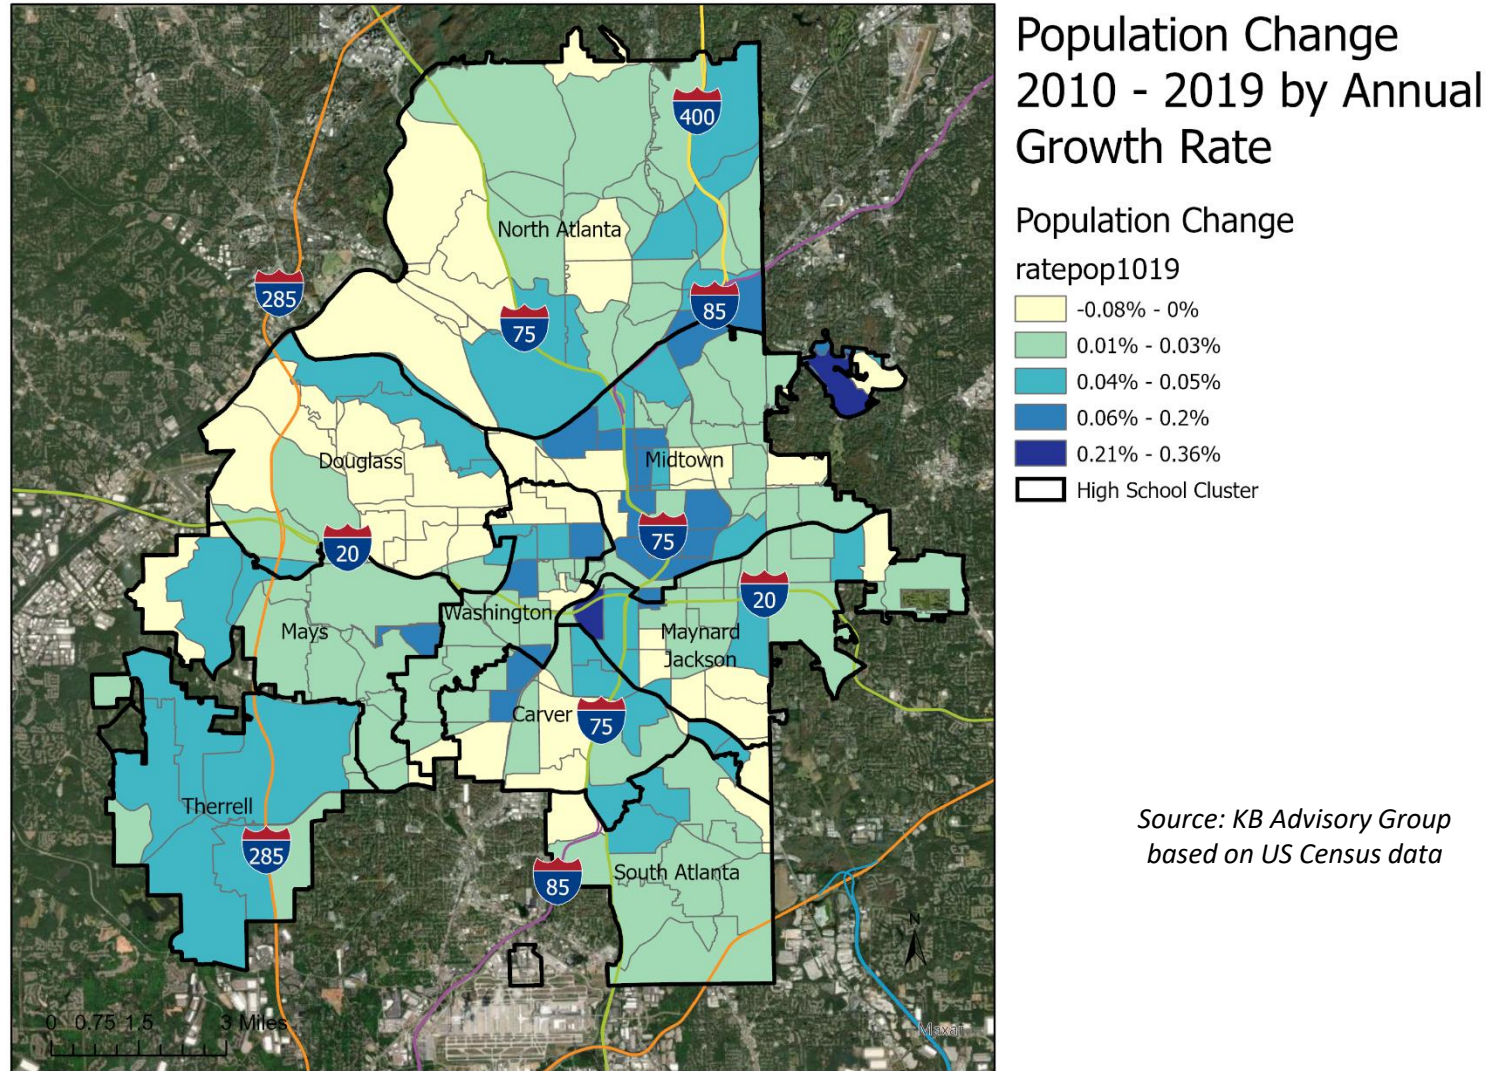 Population Change
2010 - 2019 by Annual
Growth Rate
Population Change
ratepop1019
-0.08% - 0%
0.01% - 0.03%
0.04% - 0.05%
0.06% - 0.2%
0.21% - 0.36%
High School Cluster
Source: KB Advisory Group
based on US Census data
400
North Atlanta
285
75
85
Douglass
Midtown
20
75
20
Washington
Mays
Maynard
Jackson
Carver
75
Therrell
285
85
South Atlanta
N
0 0.75 1.5 3 Miles
Maxar